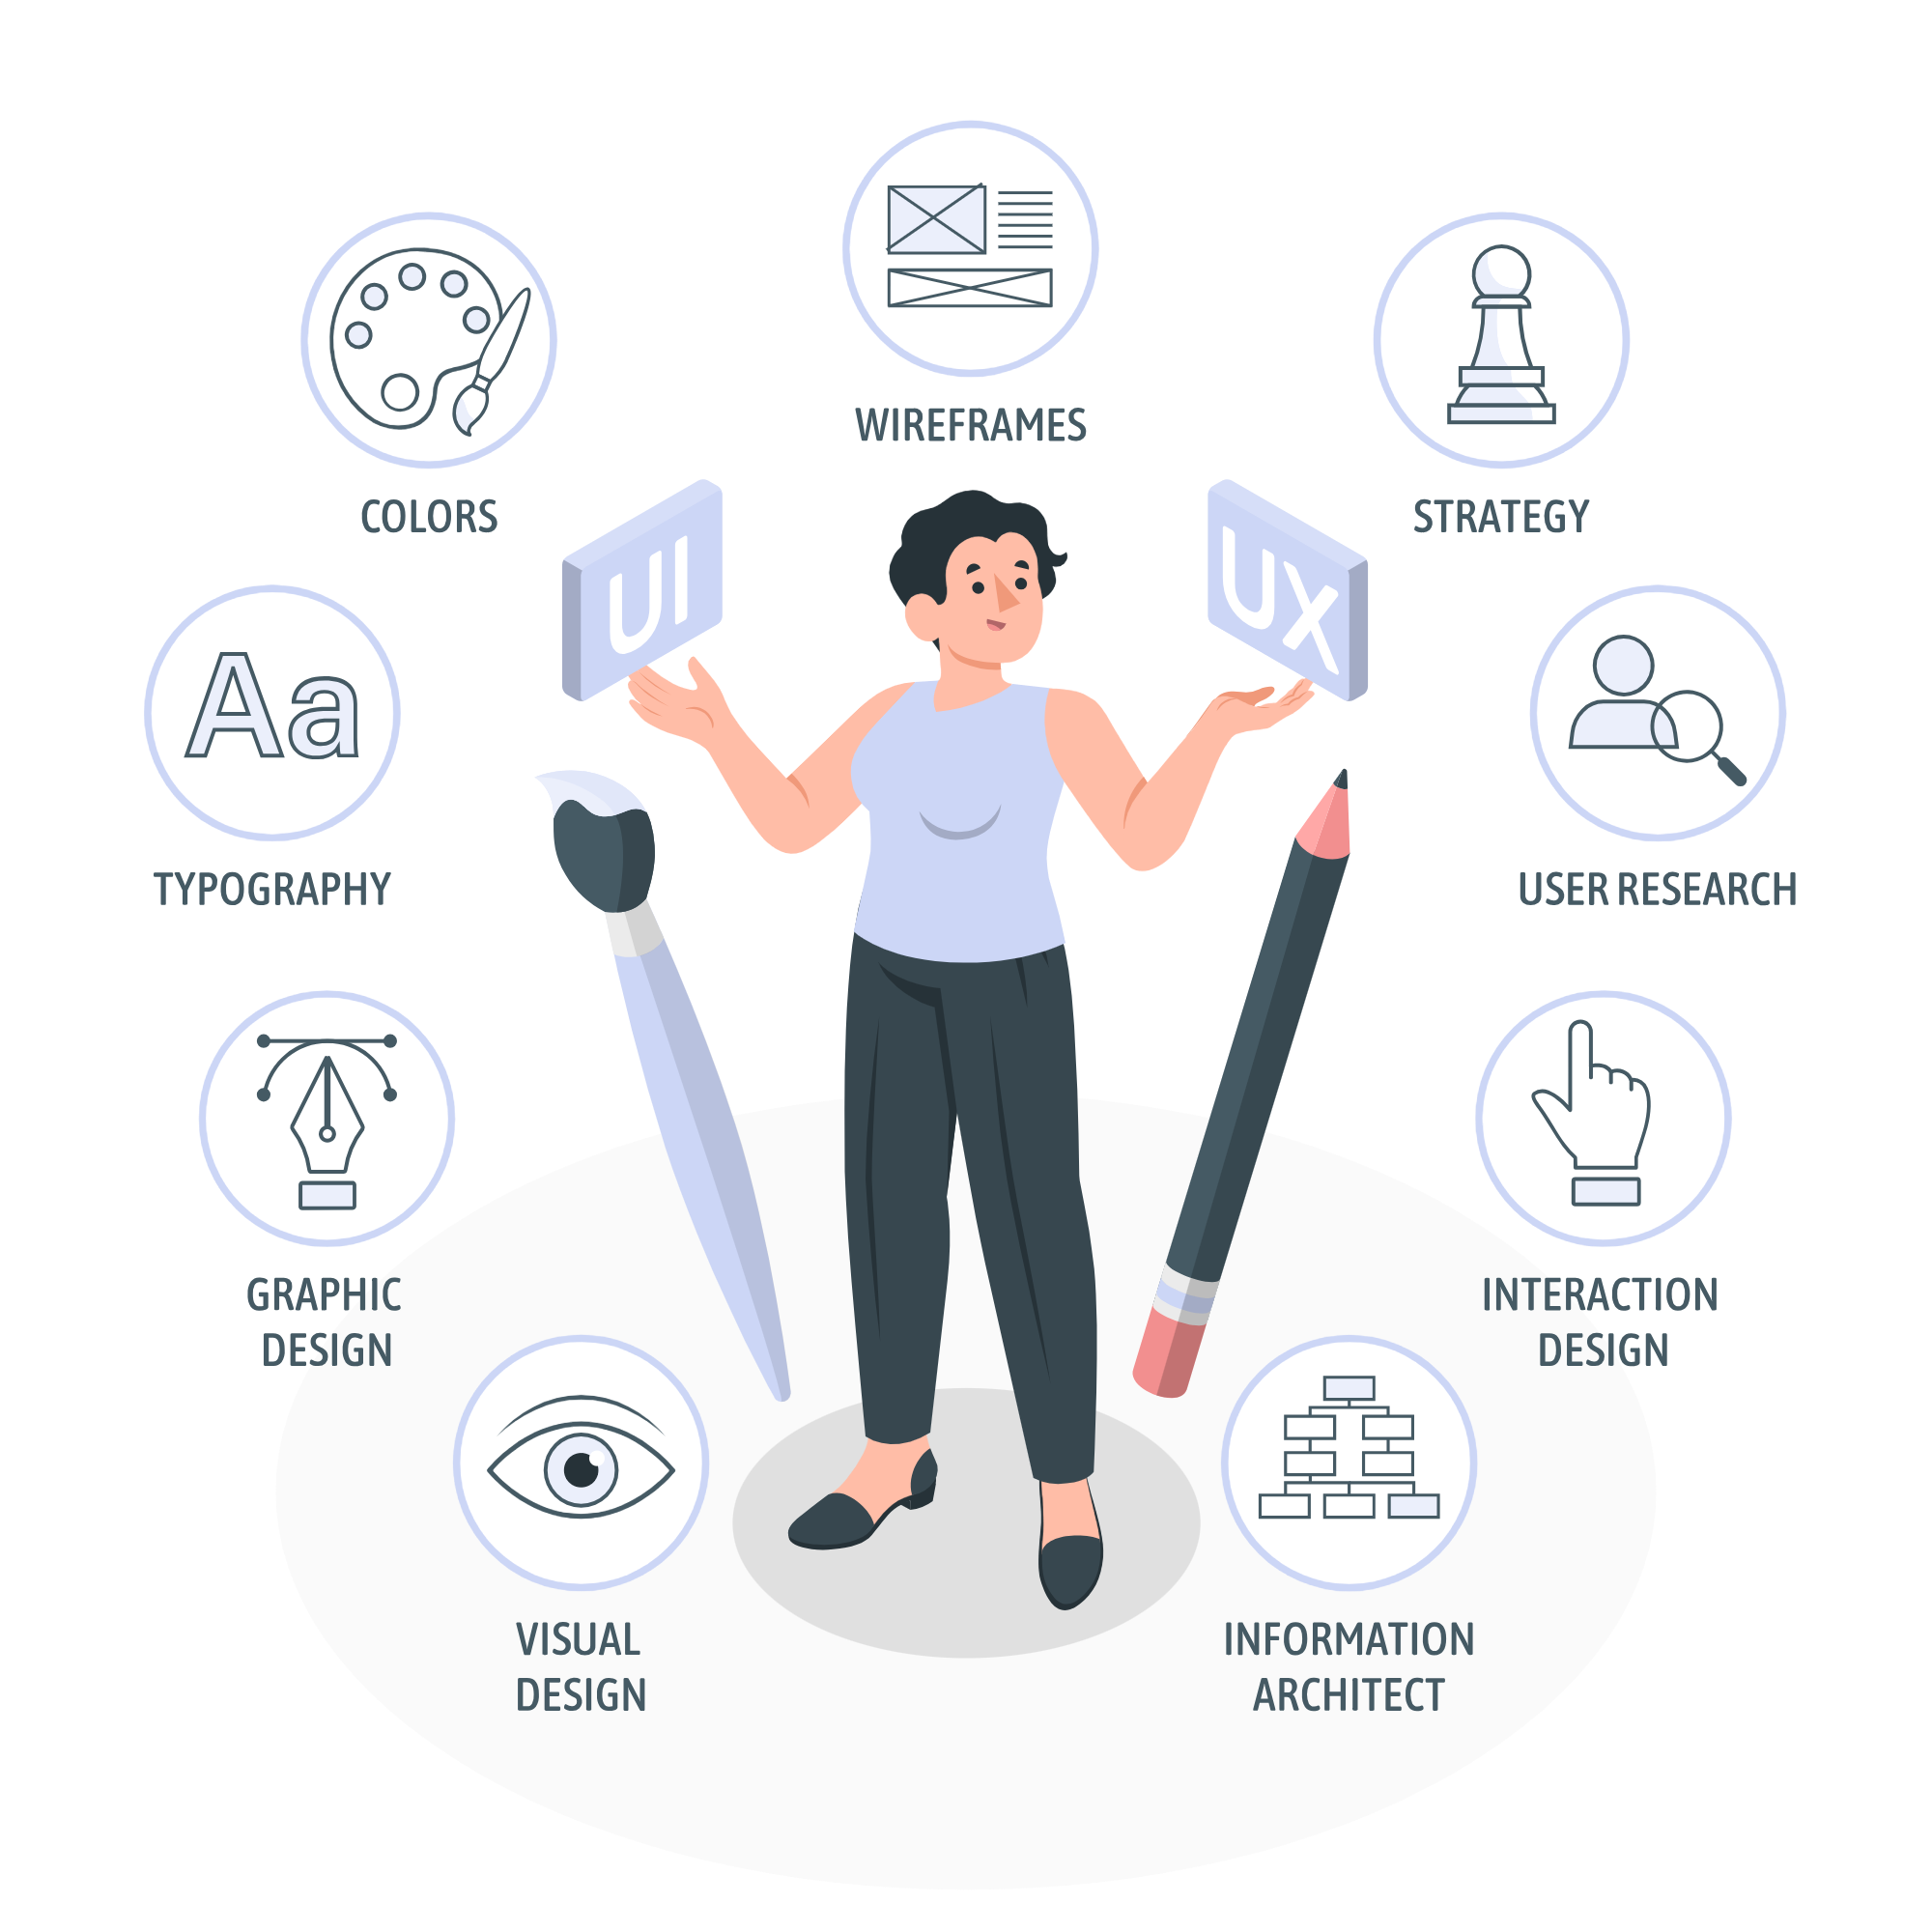 WIREFRAMES
COLORS
STRATEGY
UI
UX
Aa
TYPOGRAPHY
USER RESEARCH
GRAPHIC
DESIGN
INTERACTION
DESIGN
VISUAL
DESIGN
INFORMATION
ARCHITECT